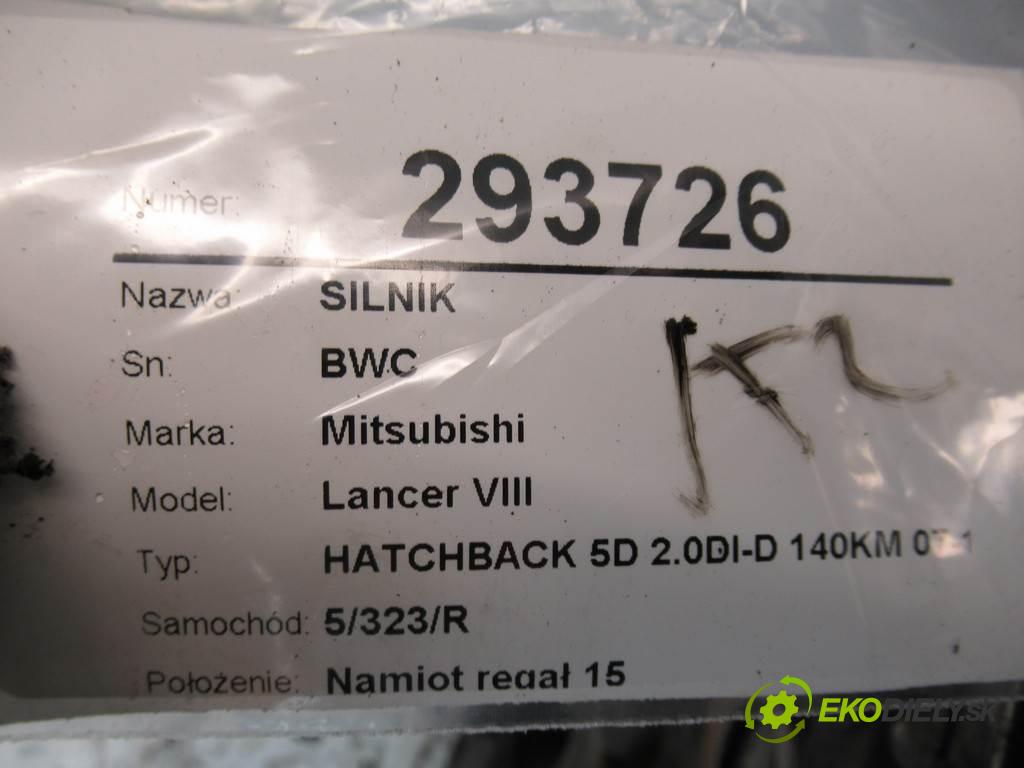 Numer: 293726
Nazwa: SILNIK
Sn: BWC
Marka: Mitsubishi
Model: Lancer VIII
Typ: HATCHBACK 5D 2.0DI-D 140KM
Samochód: 5/323/R
Położenie: Namiot regał 15
EKODIELY.SK